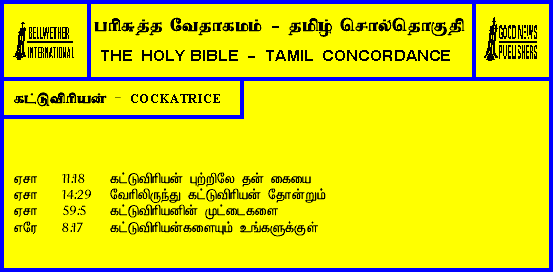 BELLWETHER
INTERNATIONAL
பரிசுத்த வேதாகமம் - தமிழ் சொல்தொகுதி
THE HOLY BIBLE - TAMIL CONCORDANCE
GOOD NEWS
PUBLISHERS
கட்டுவிரியன் - COCKATRICE
ஏசா 11:18 கட்டுவிரியன் புற்றிலே தன் கையை
ஏசா 14:29 வேரிலிருந்து கட்டுவிரியன் தோன்றும்
ஏசா 59:5 கட்டுவிரியனின் முட்டைகளை
எரே 8:17 கட்டுவிரியன்களையும் உங்களுக்குள்